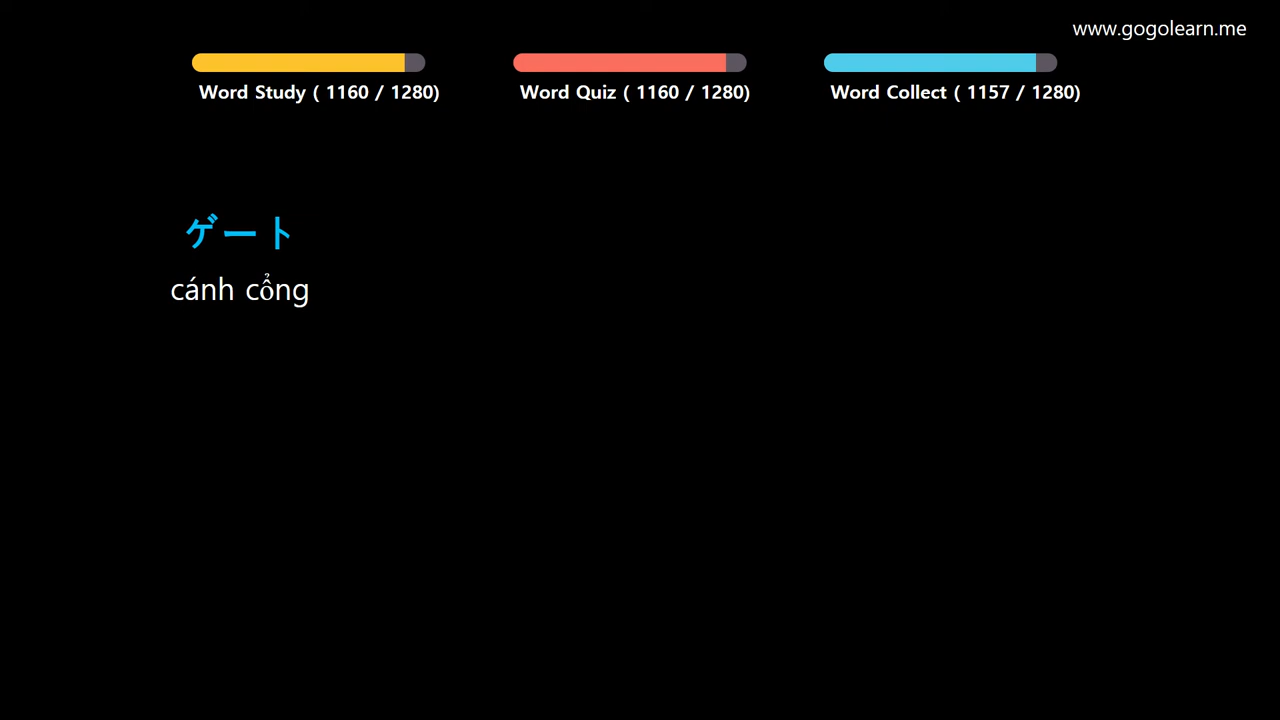 www.gogolearn.me
Word Study ( 1160 / 1280)
Word Quiz ( 1160 / 1280)
Word Collect ( 1157 / 1280)
ゲート
cánh cổng